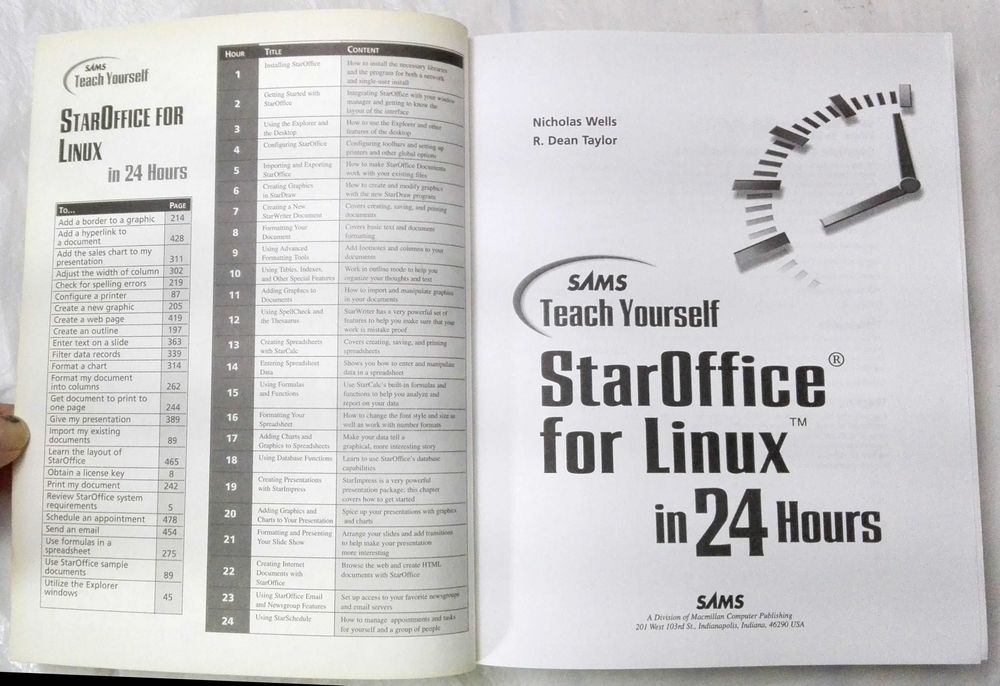 SAMS
Teach Yourself
STAROFFICE FOR
LINUX
in 24 Hours
TO... PAGE
Add a border to a graphic 214
Add a hyperlink to
a document 428
Add the sales chart to my
presentation 311
Adjust the width of column 302
Check for spelling errors 219
Configure a printer 87
Create a new graphic 205
Create a web page 419
Create an outline 197
Enter text on a slide 363
Filter data records 339
Format a chart 314
Format my document
into columns 262
Get document to print to
one page 244
Give my presentation 389
Import my existing
documents 89
Learn the layout of
StarOffice 465
Obtain a license key 8
Print my document 242
Review StarOffice system
requirements 5
Schedule an appointment 478
Send an email 454
Use formulas in a
spreadsheet 275
Use StarOffice sample
documents 89
Utilize the Explorer
windows 45
HOUR TITLE CONTENT
1 Installing StarOffice How to install the necessary libraries
and the program for both a network
and single-user install
2 Getting Started with Integrating StarOffice with your window
StarOffice manager and getting to know the
layout of the interface
3 Using the Explorer and How to use the Explorer and other
the Desktop features of the desktop
4 Configuring StarOffice Configuring toolbars and setting up
printers and other global options
5 Importing and Exporting How to make StarOffice Documents
StarOffice work with your existing files
6 Creating Graphics How to create and modify graphics
in StarDraw with the new StarDraw program
7 Creating a New Covers creating, saving, and printing
StarWriter Document documents
8 Formatting Your Covers basic text and document
Document formatting
9 Using Advanced Add footnotes and columns to your
Formatting Tools documents
10 Using Tables, Indexes, Work in outline mode to help you
and Other Special Features organize your thoughts and text
11 Adding Graphics to How to import and manipulate graphics
Documents in your documents
12 Using SpellCheck and StarWriter has a very powerful set of
the Thesaurus features to help you make sure that your
work is mistake proof
13 Creating Spreadsheets Covers creating, saving, and printing
with StarCalc spreadsheets
14 Entering Spreadsheet Shows you how to enter and manipulate
Data data in a spreadsheet
15 Using Formulas Use StarCalc's built-in formulas and
and Functions functions to help you analyze and
report on your data
16 Formatting Your How to change the font style and size as
Spreadsheet well as work with number formats
17 Adding Charts and Make your data tell a
Graphics to Spreadsheets graphical, more interesting story
18 Using Database Functions Learn to use StarOffice's database
capabilities
19 Creating Presentations StarImpress is a very powerful
with StarImpress presentation package; this chapter
covers how to get started
20 Adding Graphics and Spice up your presentations with graphics
Charts to Your Presentation and charts
21 Formatting and Presenting Arrange your slides and add transitions
Your Slide Show to help make your presentation
more interesting
22 Creating Internet Browse the web and create HTML
Documents with documents with StarOffice
StarOffice
23 Using StarOffice Email Set up access to your favorite newsgroups
and Newsgroup Features and email servers
24 Using StarSchedule How to manage appointments and tasks
for yourself and a group of people
Nicholas Wells
R. Dean Taylor
SAMS
Teach Yourself
StarOffice®
for Linux™
in 24 Hours
SAMS
A Division of Macmillan Computer Publishing
201 West 103rd St., Indianapolis, Indiana, 46290 USA